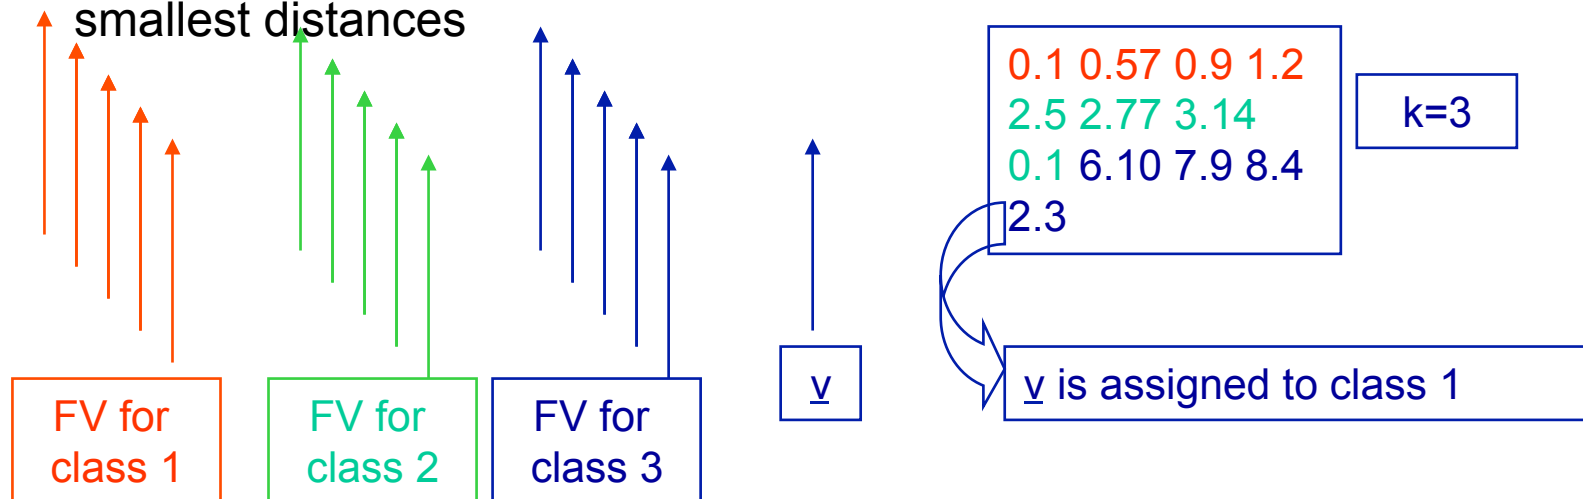 smallest distances
0.1 0.57 0.9 1.2
2.5 2.77 3.14
0.1 6.10 7.9 8.4
2.3
k=3
v
v is assigned to class 1
FV for
class 1
FV for
class 2
FV for
class 3